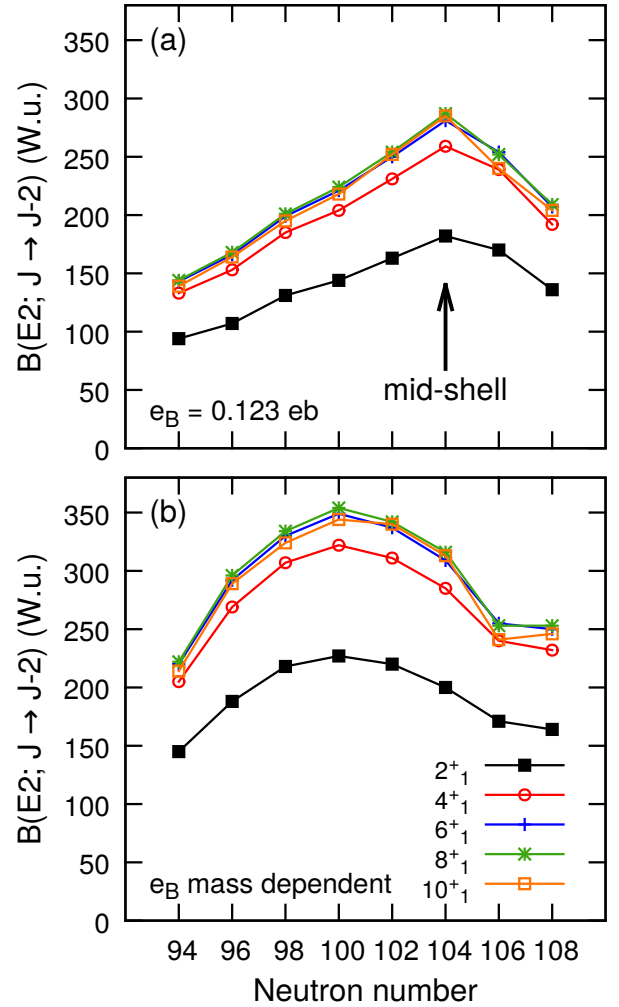 350
300
250
200
150
100
50
0
B(E2; J → J-2) (W.u.)
(a)
mid-shell
e_B = 0.123 eb
350
300
250
200
150
100
50
0
B(E2; J → J-2) (W.u.)
(b)
2⁺₁
4⁺₁
6⁺₁
8⁺₁
10⁺₁
e_B mass dependent
94 96 98 100 102 104 106 108
Neutron number